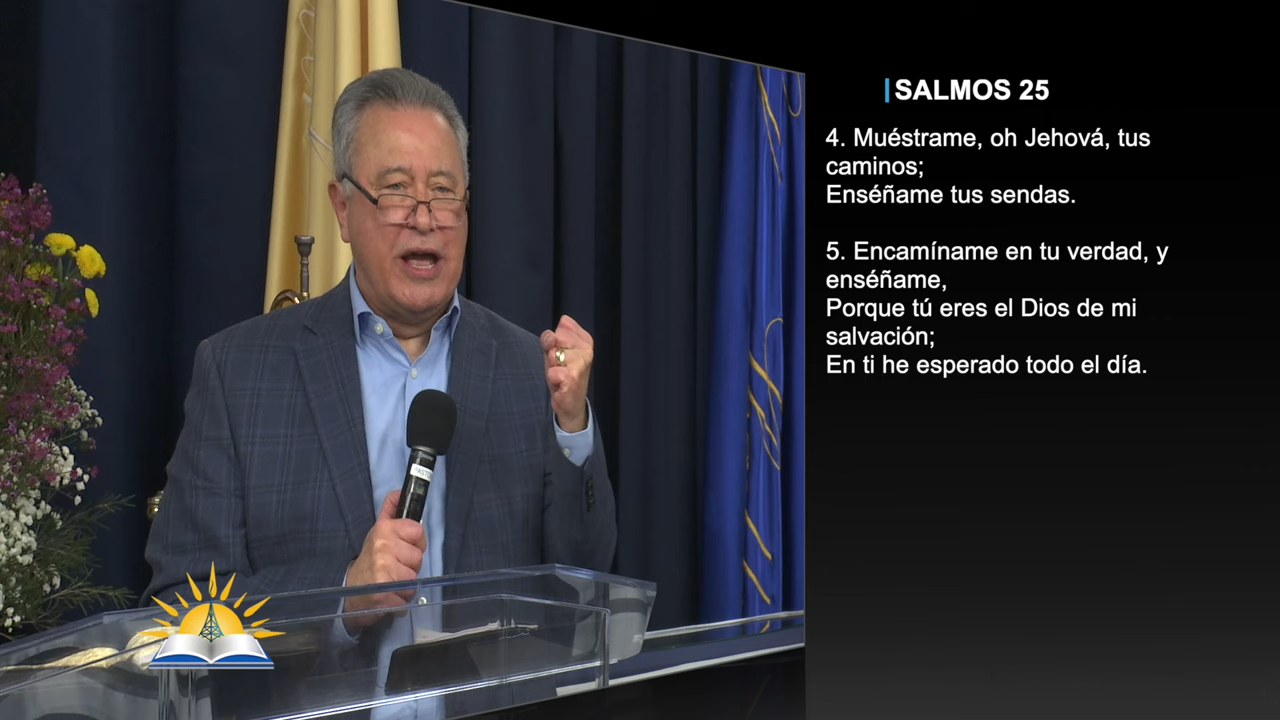 SALMOS 25
4. Muéstrame, oh Jehová, tus
caminos;
Enséñame tus sendas.
5. Encamíname en tu verdad, y
enséñame,
Porque tú eres el Dios de mi
salvación;
En ti he esperado todo el día.